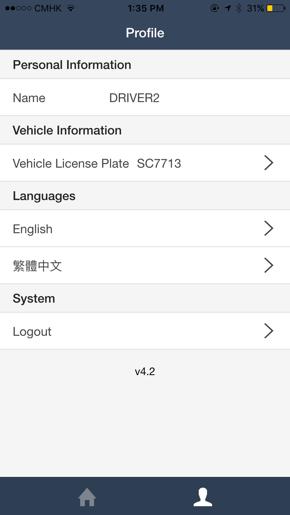 CMHK 1:35 PM 31%
Profile
Personal Information
Name DRIVER2
Vehicle Information
Vehicle License Plate SC7713
Languages
English
繁體中文
System
Logout
v4.2